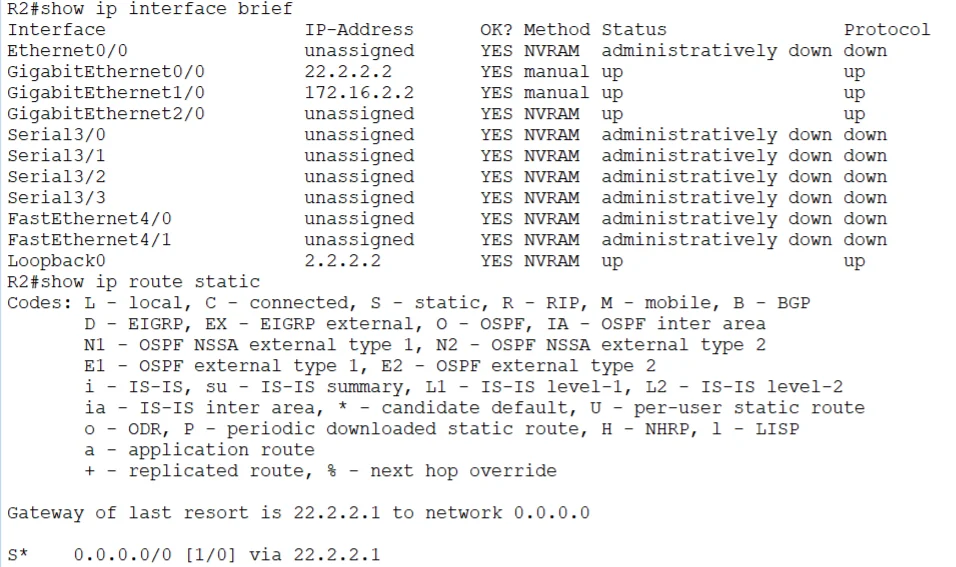 R2#show ip interface brief
Interface                  IP-Address      OK? Method Status                Protocol
Ethernet0/0                unassigned      YES NVRAM  administratively down down
GigabitEthernet0/0         22.2.2.2        YES manual up                    up
GigabitEthernet1/0         172.16.2.2      YES manual up                    up
GigabitEthernet2/0         unassigned      YES NVRAM  up                    up
Serial3/0                  unassigned      YES NVRAM  administratively down down
Serial3/1                  unassigned      YES NVRAM  administratively down down
Serial3/2                  unassigned      YES NVRAM  administratively down down
Serial3/3                  unassigned      YES NVRAM  administratively down down
FastEthernet4/0            unassigned      YES NVRAM  administratively down down
FastEthernet4/1            unassigned      YES NVRAM  administratively down down
Loopback0                  2.2.2.2         YES NVRAM  up                    up
R2#show ip route static
Codes: L - local, C - connected, S - static, R - RIP, M - mobile, B - BGP
       D - EIGRP, EX - EIGRP external, O - OSPF, IA - OSPF inter area
       N1 - OSPF NSSA external type 1, N2 - OSPF NSSA external type 2
       E1 - OSPF external type 1, E2 - OSPF external type 2
       i - IS-IS, su - IS-IS summary, L1 - IS-IS level-1, L2 - IS-IS level-2
       ia - IS-IS inter area, * - candidate default, U - per-user static route
       o - ODR, P - periodic downloaded static route, H - NHRP, l - LISP
       a - application route
       + - replicated route, % - next hop override
Gateway of last resort is 22.2.2.1 to network 0.0.0.0
S*    0.0.0.0/0 [1/0] via 22.2.2.1